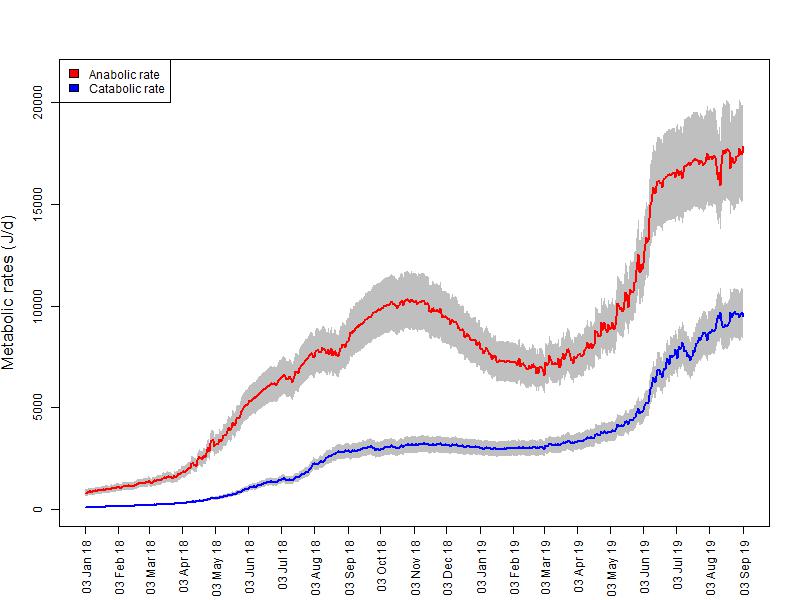 Anabolic rate
Catabolic rate
Metabolic rates (J/d)
20000
15000
10000
5000
0
03 Jan 18
03 Feb 18
03 Mar 18
03 Apr 18
03 May 18
03 Jun 18
03 Jul 18
03 Aug 18
03 Sep 18
03 Oct 18
03 Nov 18
03 Dec 18
03 Jan 19
03 Feb 19
03 Mar 19
03 Apr 19
03 May 19
03 Jun 19
03 Jul 19
03 Aug 19
03 Sep 19